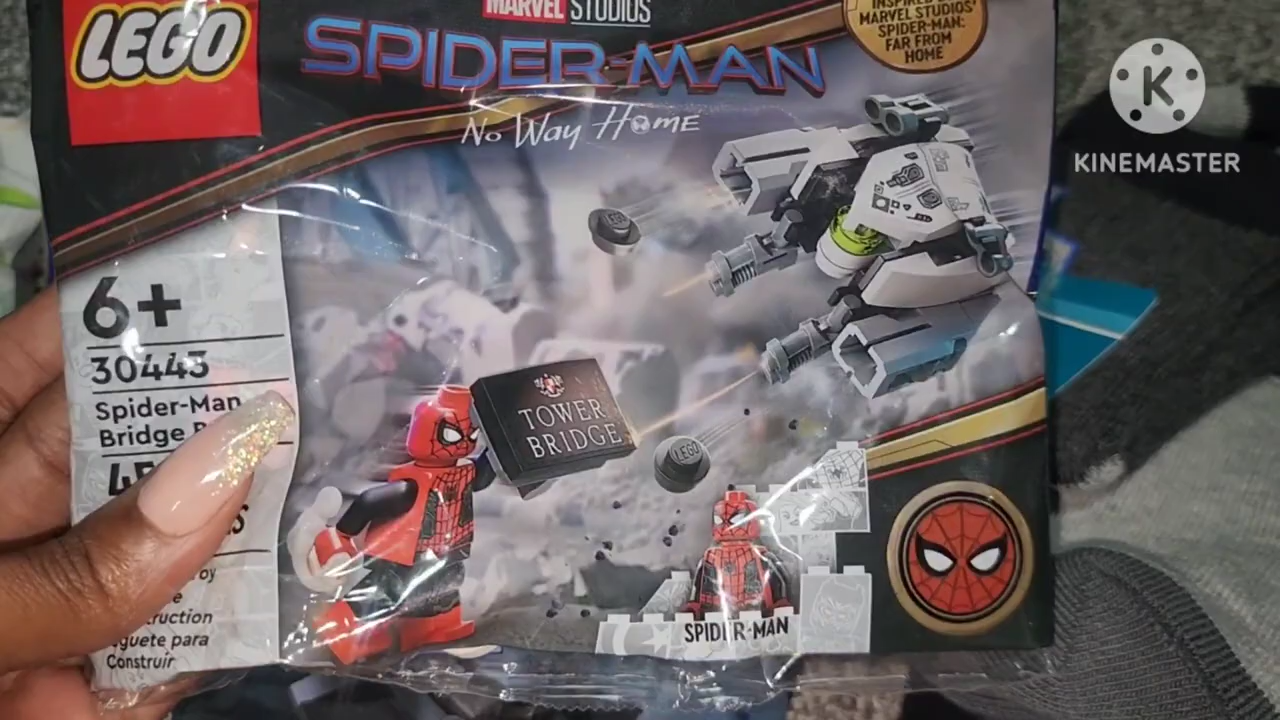 LEGO
MARVEL STUDIOS
SPIDER-MAN
No Way Home
MARVEL STUDIOS'
SPIDER-MAN:
FAR FROM
HOME
K
KINEMASTER
6+
30443
Spider-Man
Bridge
LEGO
TOWER
BRIDGE
LEGO
para
Construir
SPIDER-MAN